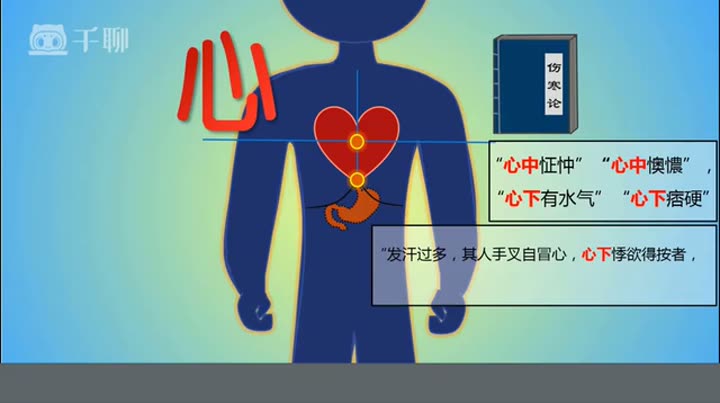 千聊
心
伤寒论
“心中怔忡” “心中懊憹”，
“心下有水气” “心下痞硬”
“发汗过多，其人手叉自冒心，心下悸欲得按者，